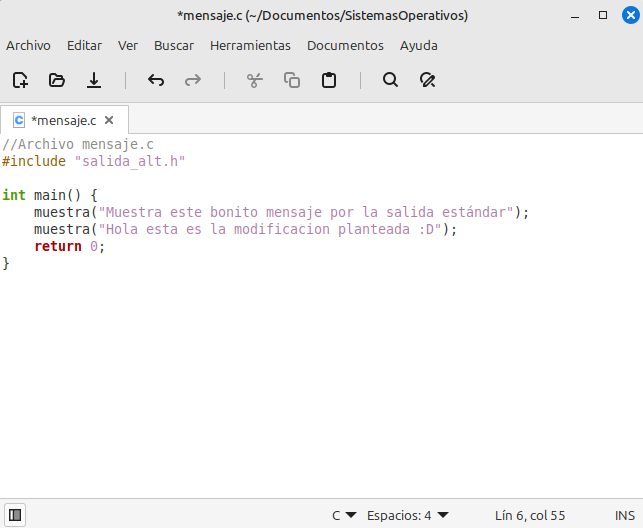 *mensaje.c (~/Documentos/SistemasOperativos)
Archivo Editar Ver Buscar Herramientas Documentos Ayuda
C *mensaje.c
//Archivo mensaje.c
#include "salida_alt.h"
int main() {
    muestra("Muestra este bonito mensaje por la salida estándar");
    muestra("Hola esta es la modificacion planteada :D");
    return 0;
}
C Espacios: 4 Lín 6, col 55 INS